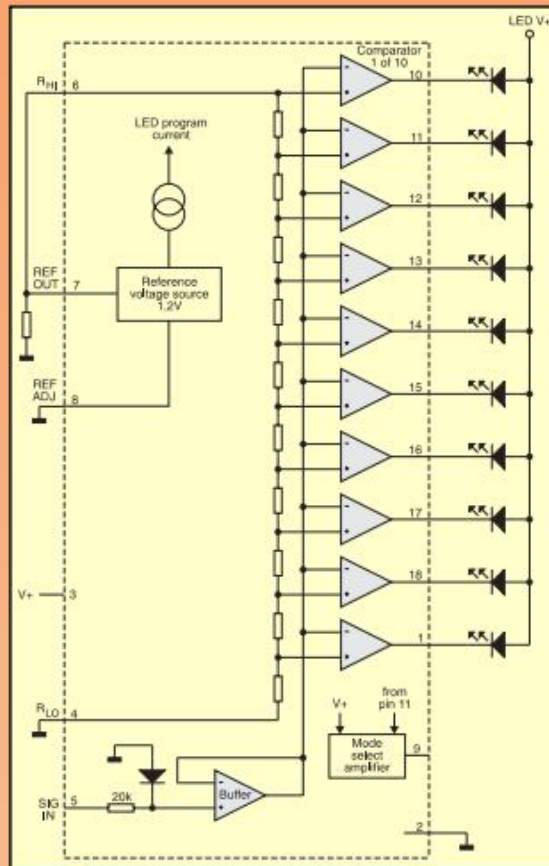 LED V+
Comparator
1 of 10
10
RHI
6
LED program
current
11
12
REF
OUT
7
Reference
voltage source
1,2V
13
14
REF
ADJ
8
15
16
17
V+
3
18
1
RLO
4
V+
from
pin 11
Mode
select
amplifier
9
SIG
IN
5
20k
Buffer
2